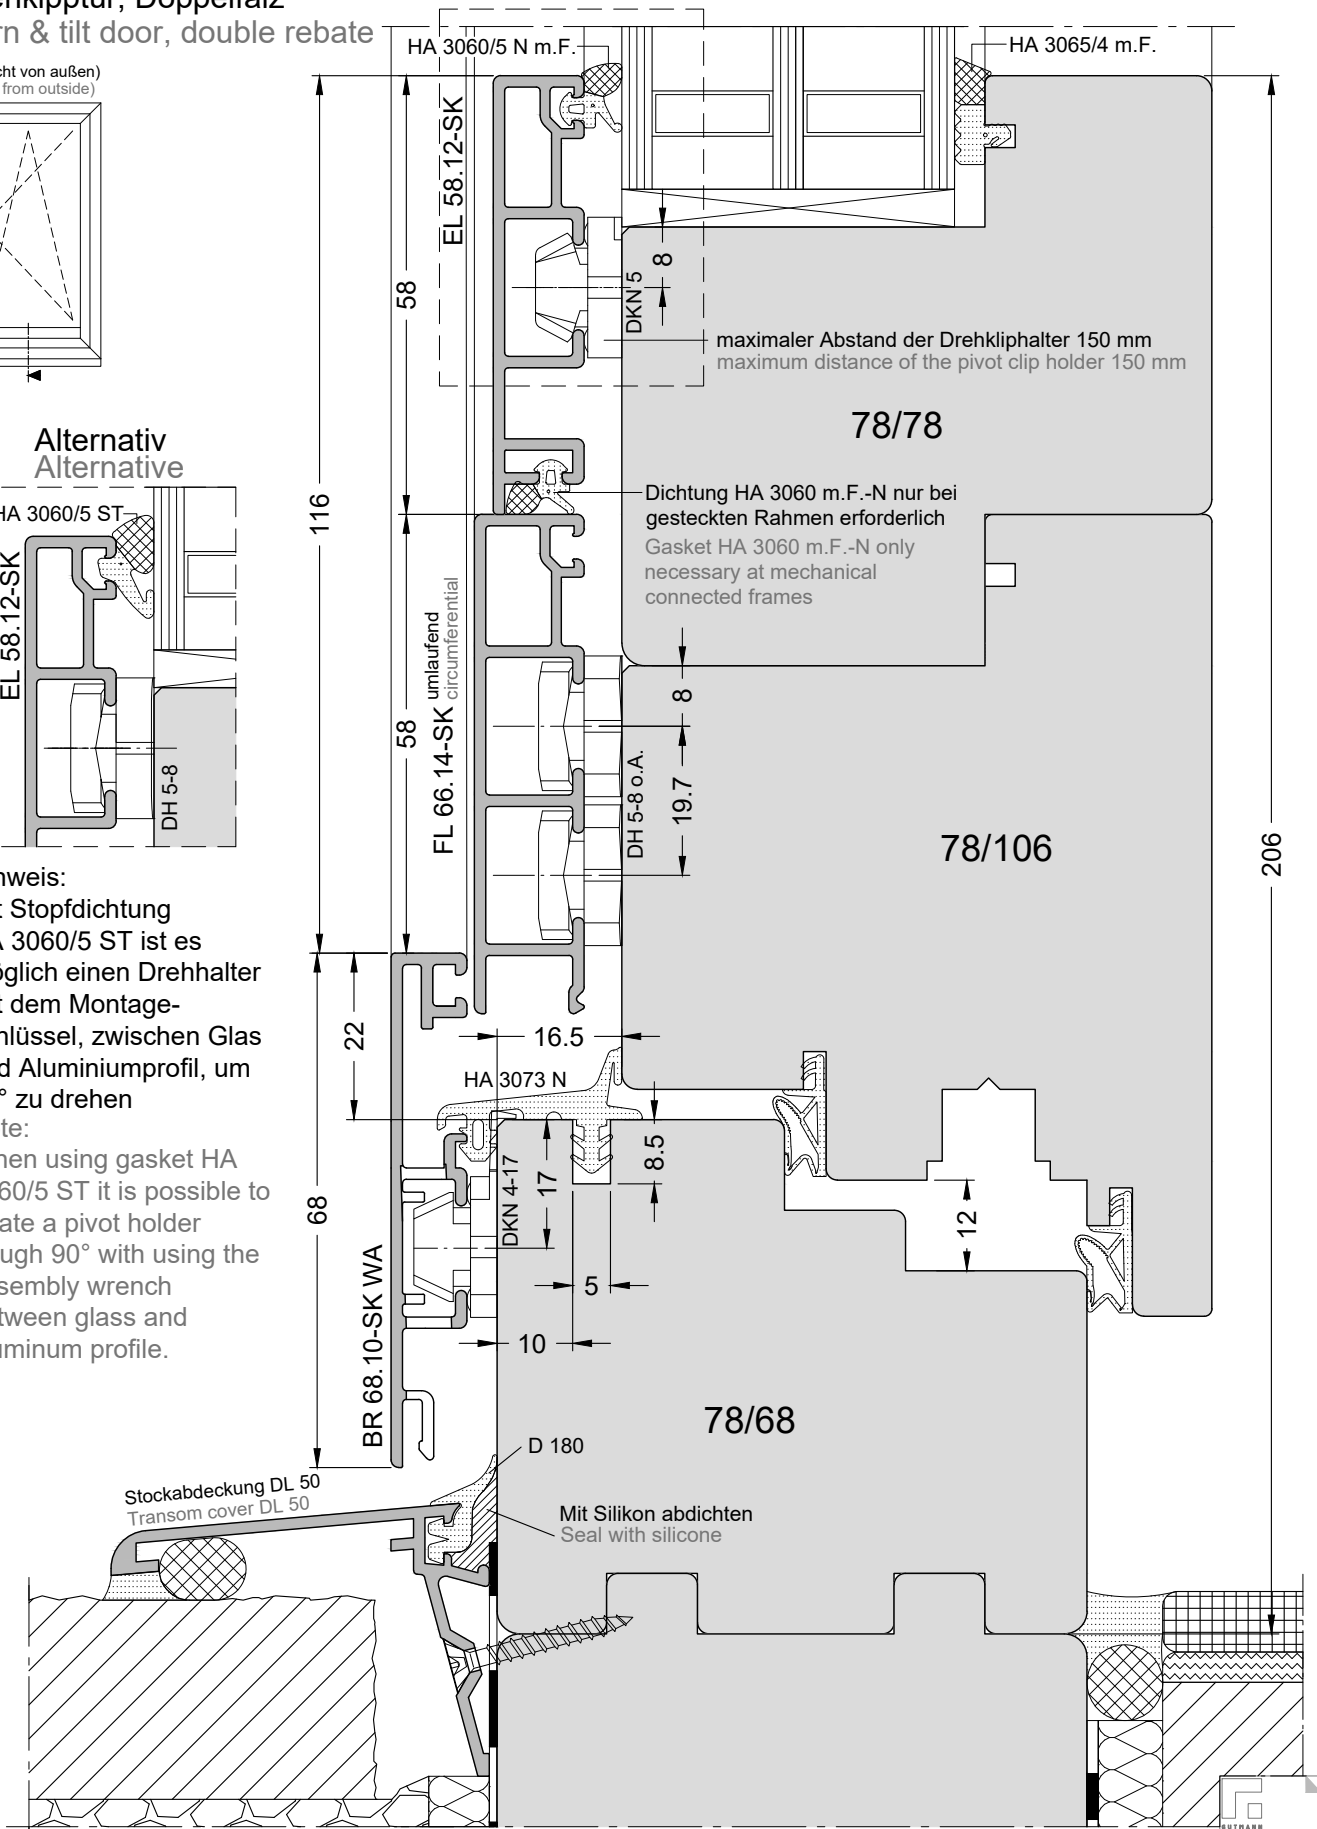 rn & tilt door, double rebate
cht von außen)
from outside)
HA 3060/5 N m.F.
HA 3065/4 m.F.
EL 58.12-SK
58
116
DKN 5
8
maximaler Abstand der Drehkliphalter 150 mm
maximum distance of the pivot clip holder 150 mm
78/78
Alternativ
Alternative
HA 3060/5 ST
EL 58.12-SK
DH 5-8
Dichtung HA 3060 m.F.-N nur bei
gesteckten Rahmen erforderlich
Gasket HA 3060 m.F.-N only
necessary at mechanical
connected frames
FL 66.14-SK
umlaufend
circumferential
58
8
19.7
DH 5-8 o.A.
78/106
206
nweis:
t Stopfdichtung
A 3060/5 ST ist es
öglich einen Drehhalter
t dem Montage-
hlüssel, zwischen Glas
d Aluminiumprofil, um
° zu drehen
te:
hen using gasket HA
60/5 ST it is possible to
ate a pivot holder
ough 90° with using the
sembly wrench
tween glass and
uminum profile.
22
68
16.5
HA 3073 N
DKN 4-17
17
8.5
5
10
12
BR 68.10-SK WA
78/68
D 180
Stockabdeckung DL 50
Transom cover DL 50
Mit Silikon abdichten
Seal with silicone
GUTMANN